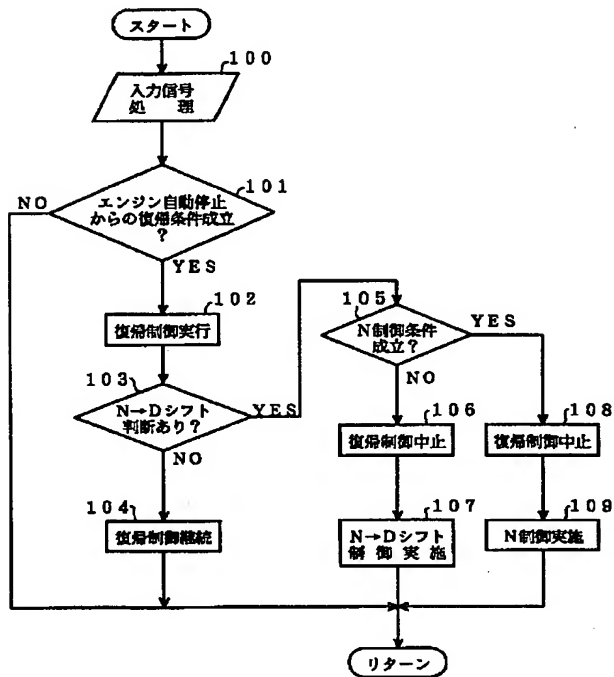 スタート
100
入力信号
処　理
101
エンジン自動停止
からの復帰条件成立
?
NO
YES
102
復帰制御実行
103
N→Dシフト
判断あり?
YES
NO
104
復帰制御継続
105
N制御条件
成立?
YES
NO
106
復帰制御中止
107
N→Dシフト
制御実施
108
復帰制御中止
109
N制御実施
リターン